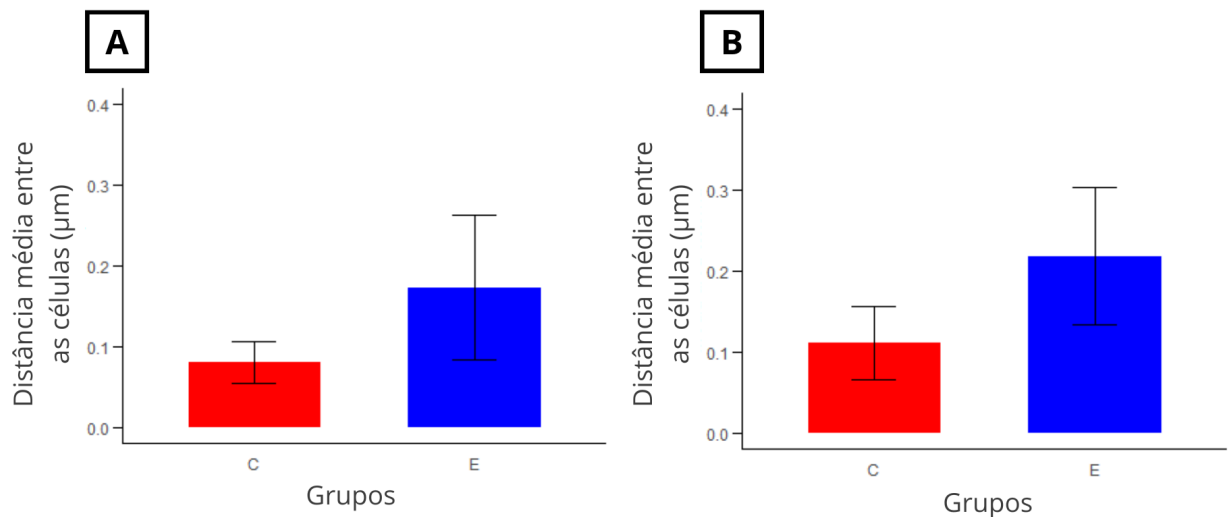 A
Distância média entre
as células (µm)
0.4
0.3
0.2
0.1
0.0
C E
Grupos
B
Distância média entre
as células (µm)
0.4
0.3
0.2
0.1
0.0
C E
Grupos